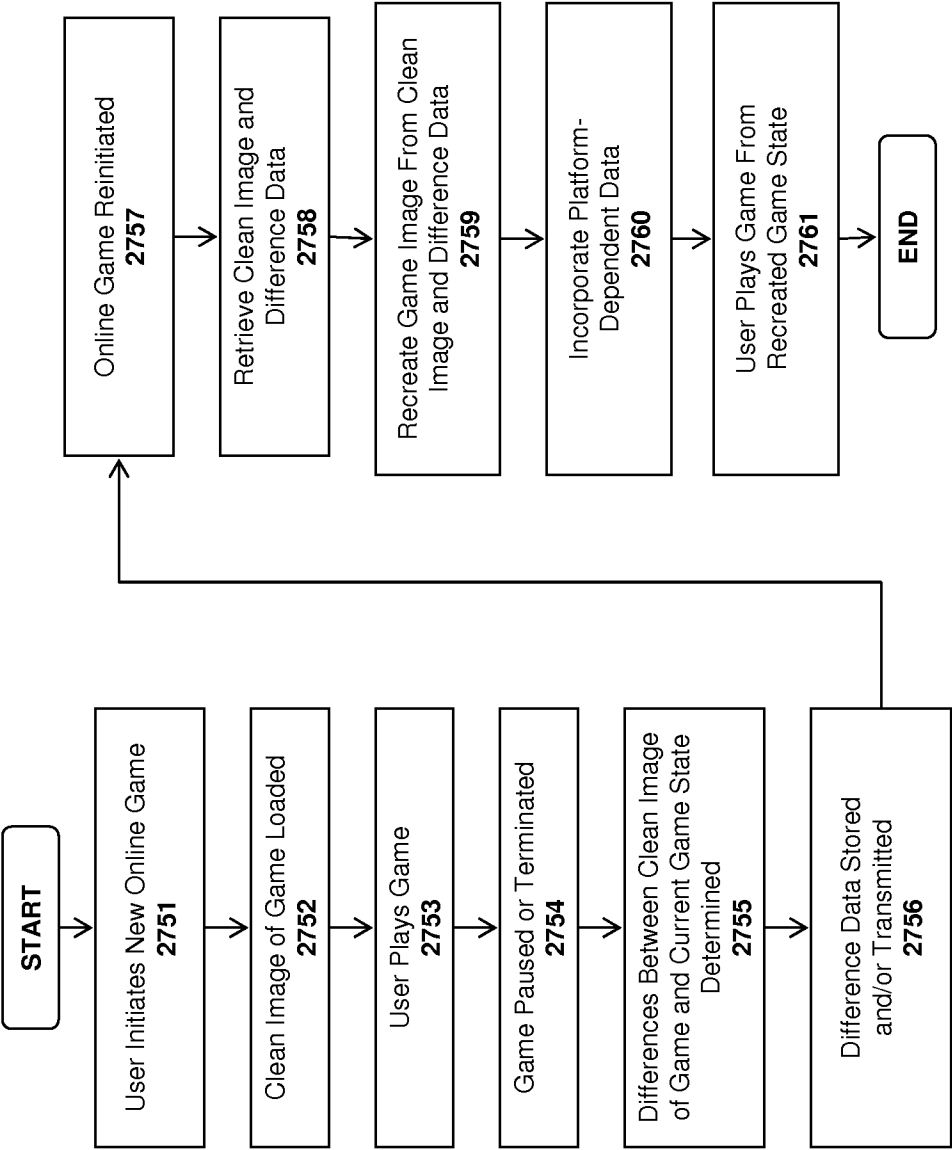 START
User Initiates New Online Game
2751
Clean Image of Game Loaded
2752
User Plays Game
2753
Game Paused or Terminated
2754
Differences Between Clean Image
of Game and Current Game State
Determined
2755
Difference Data Stored
and/or Transmitted
2756
Online Game Reinitiated
2757
Retrieve Clean Image and
Difference Data
2758
Recreate Game Image From Clean
Image and Difference Data
2759
Incorporate Platform-
Dependent Data
2760
User Plays Game From
Recreated Game State
2761
END